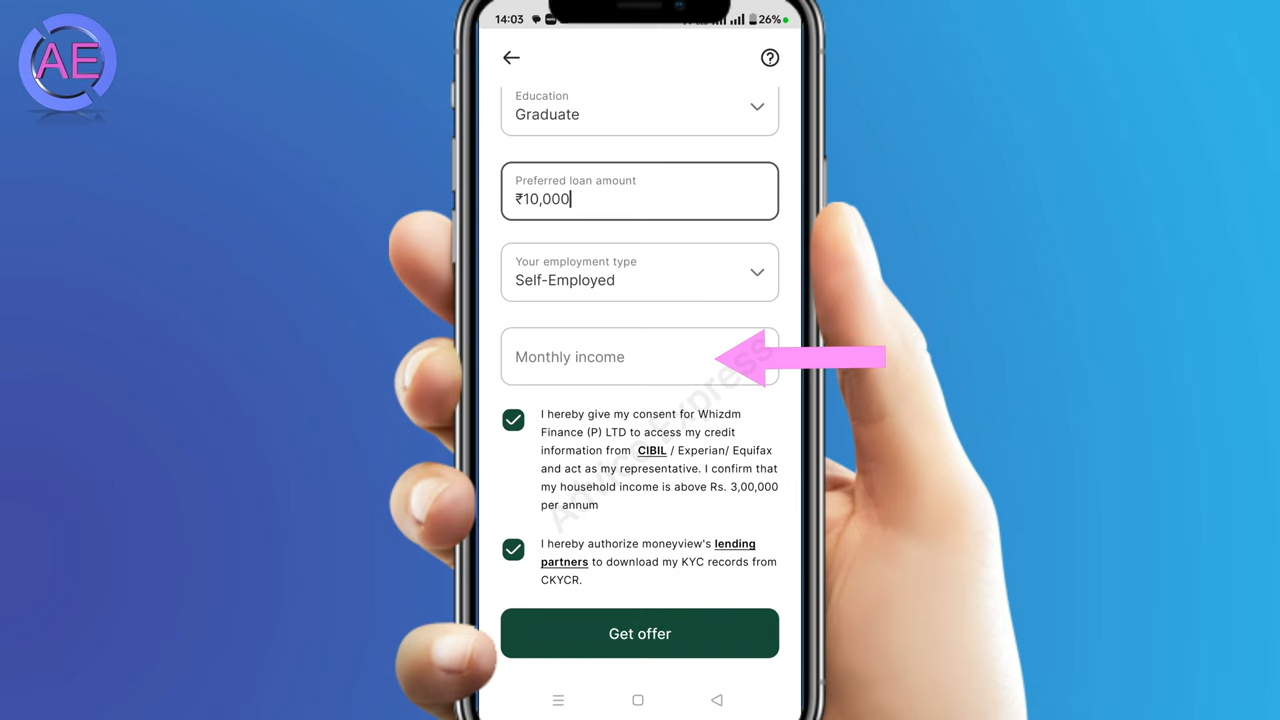 AE
14:03
26%
Education
Graduate
Preferred loan amount
₹10,000
Your employment type
Self-Employed
Monthly income
I hereby give my consent for Whizdm
Finance (P) LTD to access my credit
information from CIBIL / Experian/ Equifax
and act as my representative. I confirm that
my household income is above Rs. 3,00,000
per annum
I hereby authorize moneyview's lending
partners to download my KYC records from
CKYCR.
Get offer